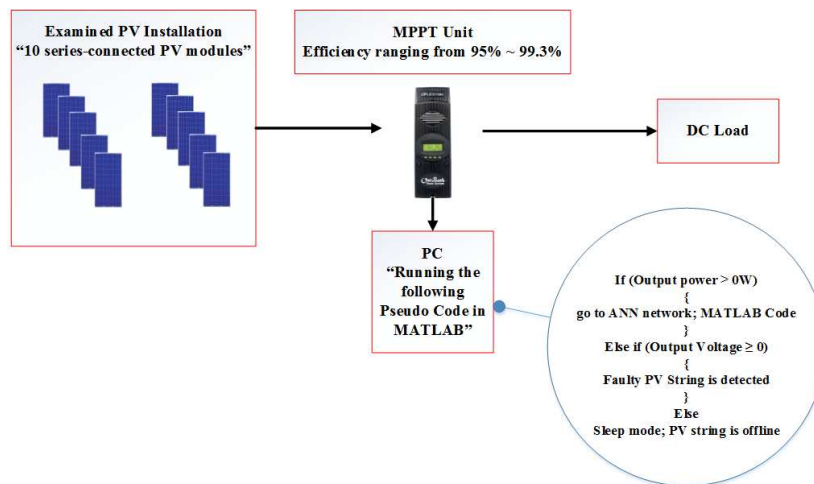 Examined PV Installation
“10 series-connected PV modules”
MPPT Unit
Efficiency ranging from 95% ~ 99.3%
DC Load
PC
“Running the
following
Pseudo Code in
MATLAB”
If (Output power > 0W)
{
go to ANN network; MATLAB Code
}
Else if (Output Voltage ≥ 0)
{
Faulty PV String is detected
}
Else
Sleep mode; PV string is offline